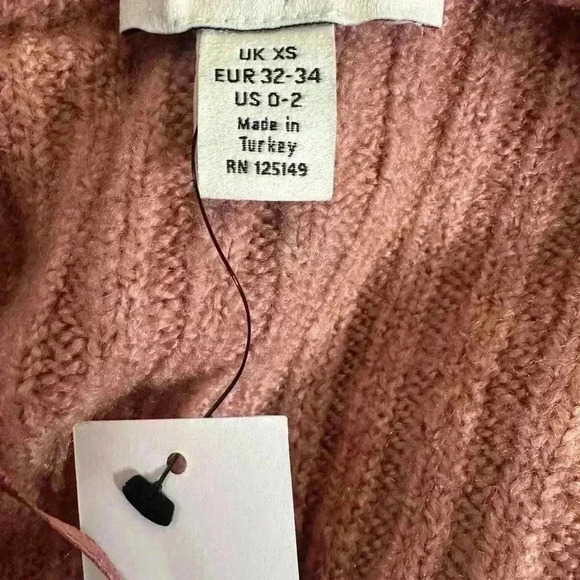 UK XS
EUR 32-34
US 0-2
Made in
Turkey
RN 125149